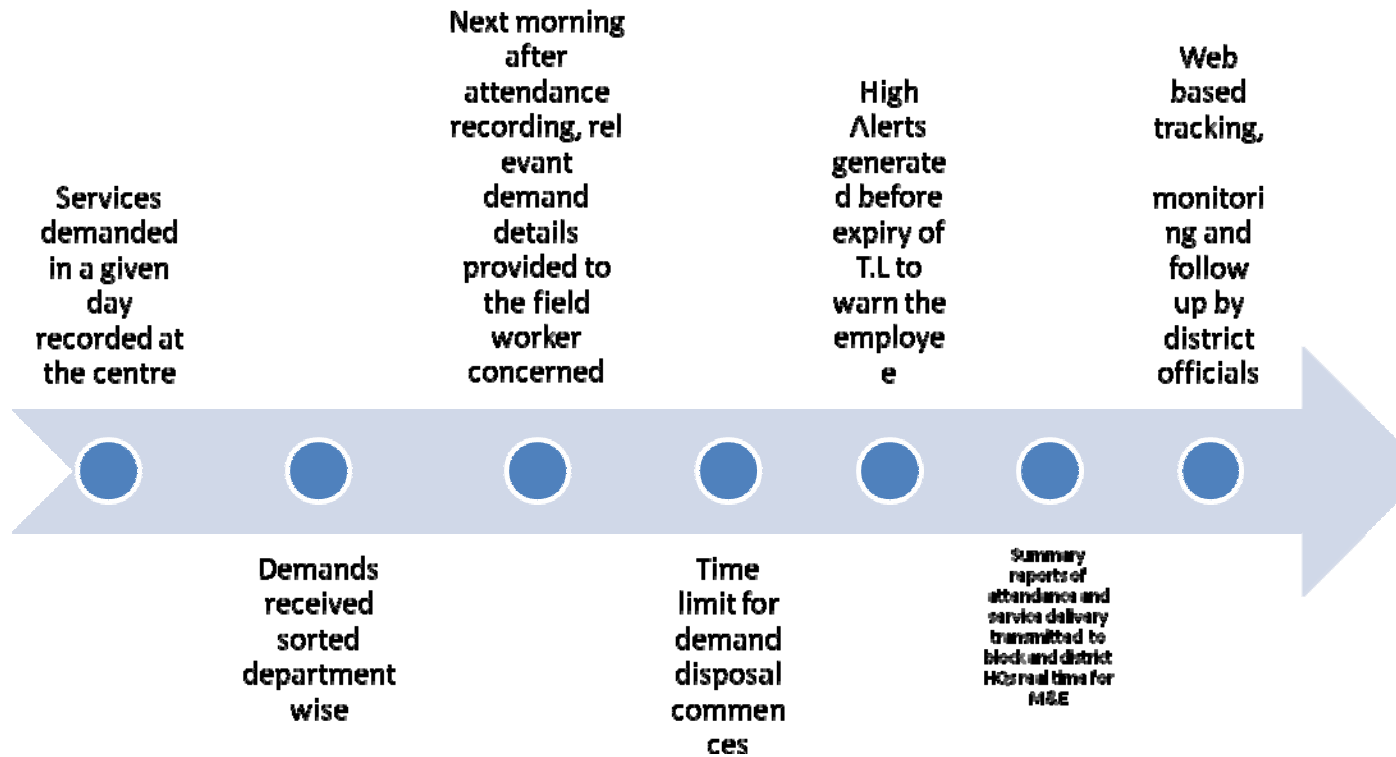 Services
demanded
in a given
day
recorded at
the centre
Demands
received
sorted
department
wise
Next morning
after
attendance
recording, rel
evant
demand
details
provided to
the field
worker
concerned
Time
limit for
demand
disposal
commen
ces
High
Alerts
generate
d before
expiry of
T.L to
warn the
employe
e
Summary
reports of
attendance and
service delivery
transmitted to
block and district
HQs real time for
M&E
Web
based
tracking,
monitori
ng and
follow
up by
district
officials